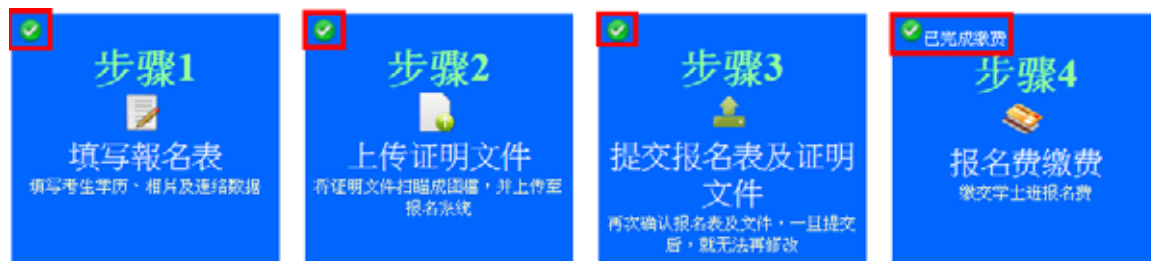 步骤1
填写報名表
填写考生学历、相片及連絡数据
步骤2
上传证明文件
将证明文件扫瞄成图檔,并上传至
报名系统
步骤3
提交报名表及证明
文件
再次确认报名表及文件,一旦提交
后,就无法再修改
已完成缴费
步骤4
报名费缴费
缴交学士班报名费